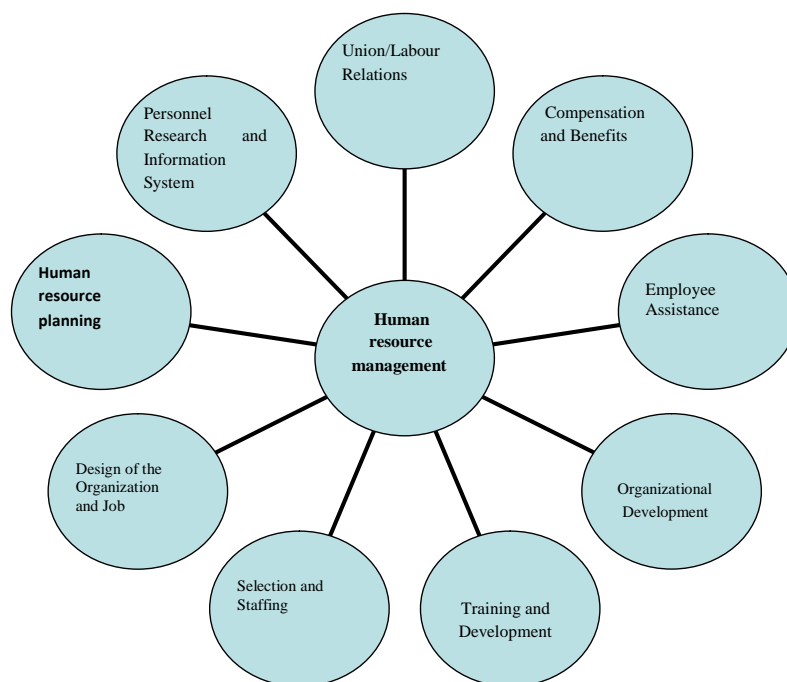 Union/Labour
Relations
Compensation
and Benefits
Personnel
Research and
Information
System
Human
resource
planning
Employee
Assistance
Human
resource
management
Design of the
Organization
and Job
Organizational
Development
Selection and
Staffing
Training and
Development